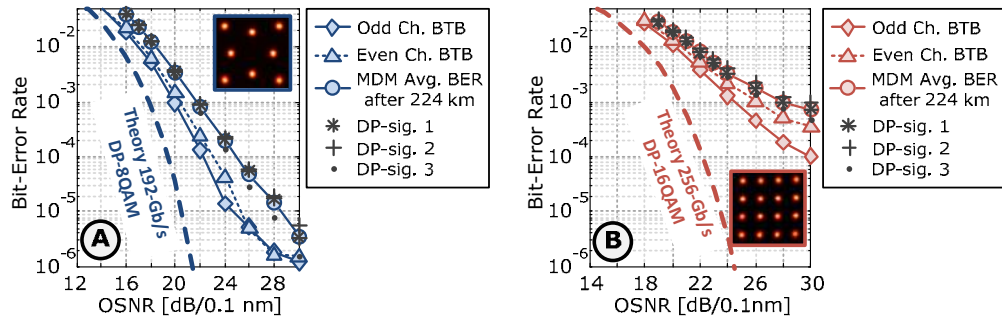 Bit-Error Rate
10-2
10-3
10-4
10-5
10-6
12 16 20 24 28
OSNR [dB/0.1 nm]
Theory 192-Gb/s
DP-8QAM
A
Odd Ch. BTB
Even Ch. BTB
MDM Avg. BER
after 224 km
DP-sig. 1
DP-sig. 2
DP-sig. 3
Bit-Error Rate
10-2
10-3
10-4
10-5
10-6
14 18 22 26 30
OSNR [dB/0.1nm]
Theory 256-Gb/s
DP-16QAM
B
Odd Ch. BTB
Even Ch. BTB
MDM Avg. BER
after 224 km
DP-sig. 1
DP-sig. 2
DP-sig. 3